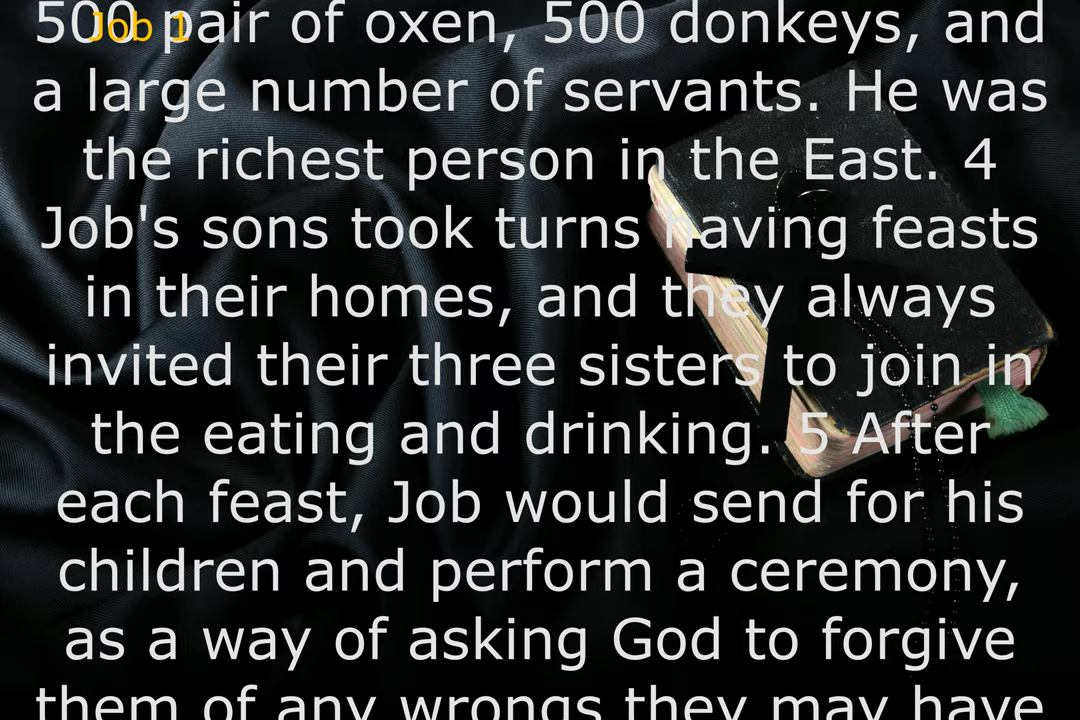 Job 1
500 pair of oxen, 500 donkeys, and
a large number of servants. He was
the richest person in the East. 4
Job's sons took turns having feasts
in their homes, and they always
invited their three sisters to join in
the eating and drinking. 5 After
each feast, Job would send for his
children and perform a ceremony,
as a way of asking God to forgive
them of any wrongs they may have